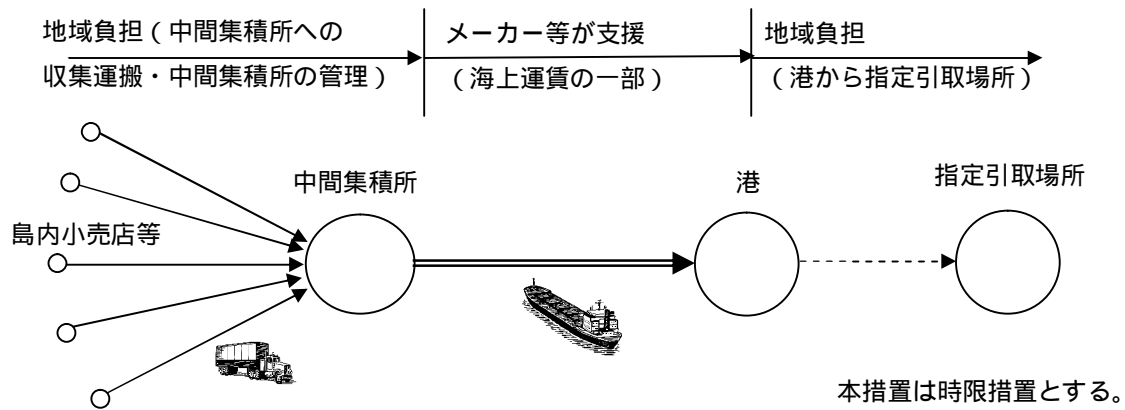 地域負担（中間集積所への
収集運搬・中間集積所の管理）
メーカー等が支援
（海上運賃の一部）
地域負担
（港から指定引取場所）
中間集積所
港
指定引取場所
島内小売店等
本措置は時限措置とする。